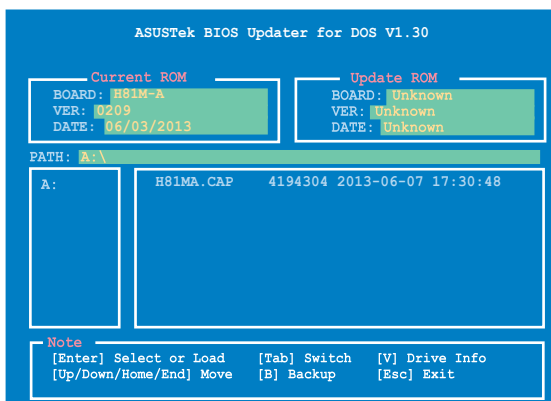 ASUSTek BIOS Updater for DOS V1.30
Current ROM
BOARD: H81M-A
VER: 0209
DATE: 06/03/2013
Update ROM
BOARD: Unknown
VER: Unknown
DATE: Unknown
PATH: A:\
A:
H81MA.CAP 4194304 2013-06-07 17:30:48
Note
[Enter] Select or Load [Tab] Switch [V] Drive Info
[Up/Down/Home/End] Move [B] Backup [Esc] Exit